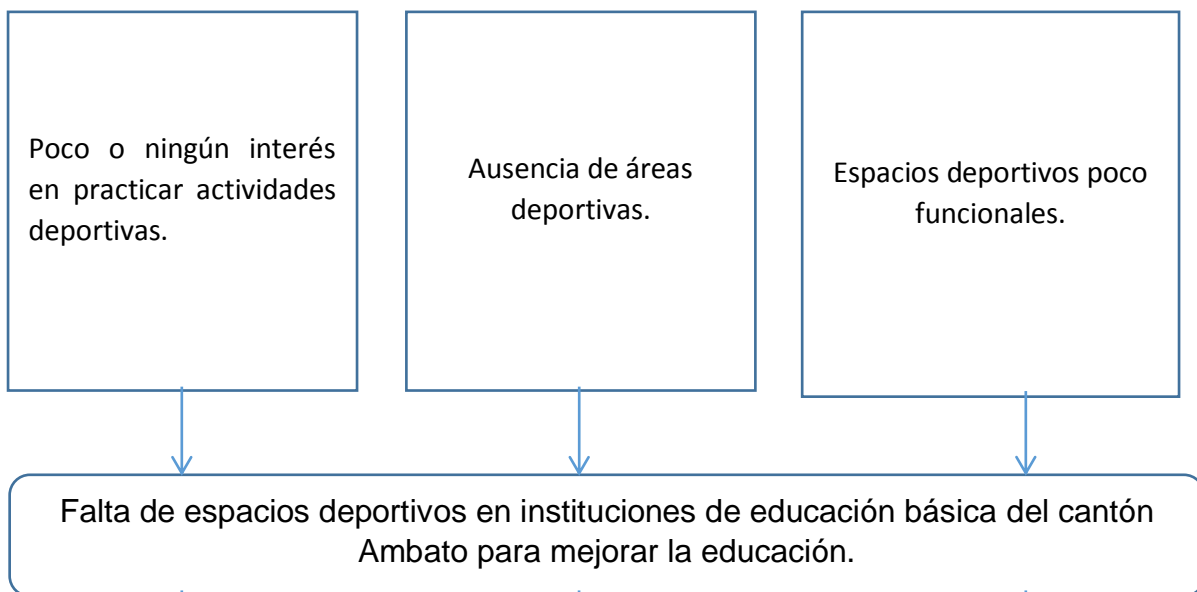 Poco o ningún interés
en practicar actividades
deportivas.
Ausencia de áreas
deportivas.
Espacios deportivos poco
funcionales.
Falta de espacios deportivos en instituciones de educación básica del cantón
Ambato para mejorar la educación.